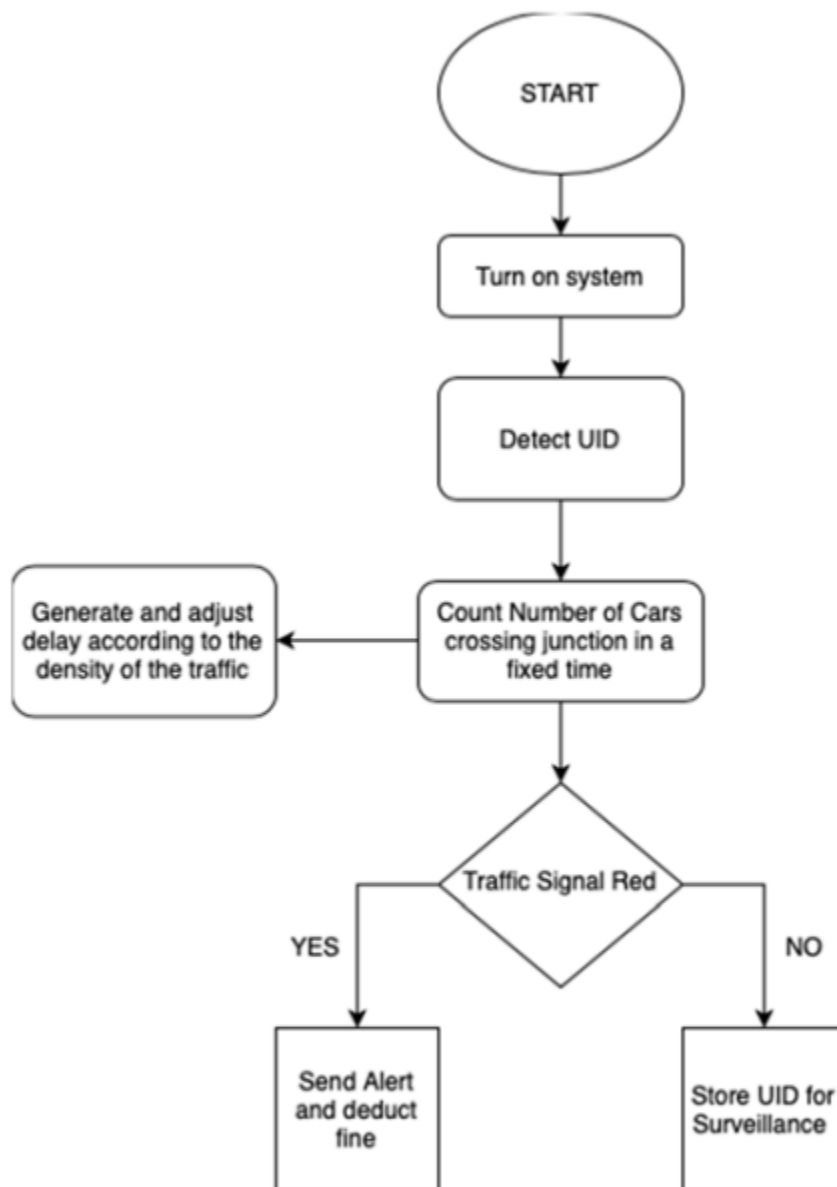 START
Turn on system
Detect UID
Generate and adjust
delay according to the
density of the traffic
Count Number of Cars
crossing junction in a
fixed time
Traffic Signal Red
YES
NO
Send Alert
and deduct
fine
Store UID for
Surveillance